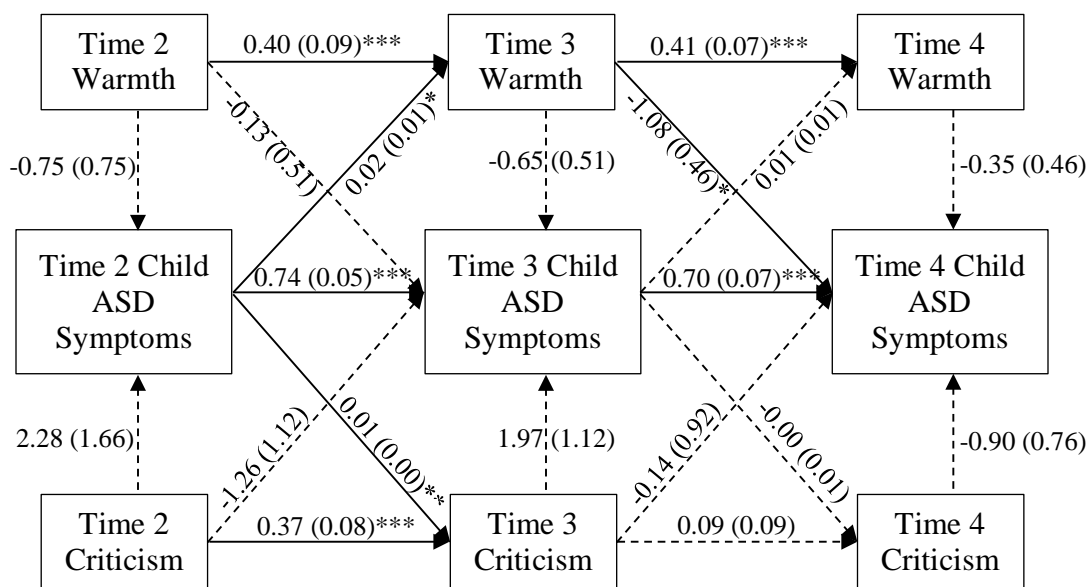 Time 2
Warmth
0.40 (0.09)***
Time 3
Warmth
0.41 (0.07)***
Time 4
Warmth
-0.13 (0.51)
0.02 (0.01)*
-1.08 (0.46)*
0.01 (0.01)
-0.75 (0.75)
-0.65 (0.51)
-0.35 (0.46)
Time 2 Child
ASD
Symptoms
0.74 (0.05)***
Time 3 Child
ASD
Symptoms
0.70 (0.07)***
Time 4 Child
ASD
Symptoms
2.28 (1.66)
-1.26 (1.12)
0.01 (0.00)**
1.97 (1.12)
-0.14 (0.92)
-0.00 (0.01)
-0.90 (0.76)
Time 2
Criticism
0.37 (0.08)***
Time 3
Criticism
0.09 (0.09)
Time 4
Criticism